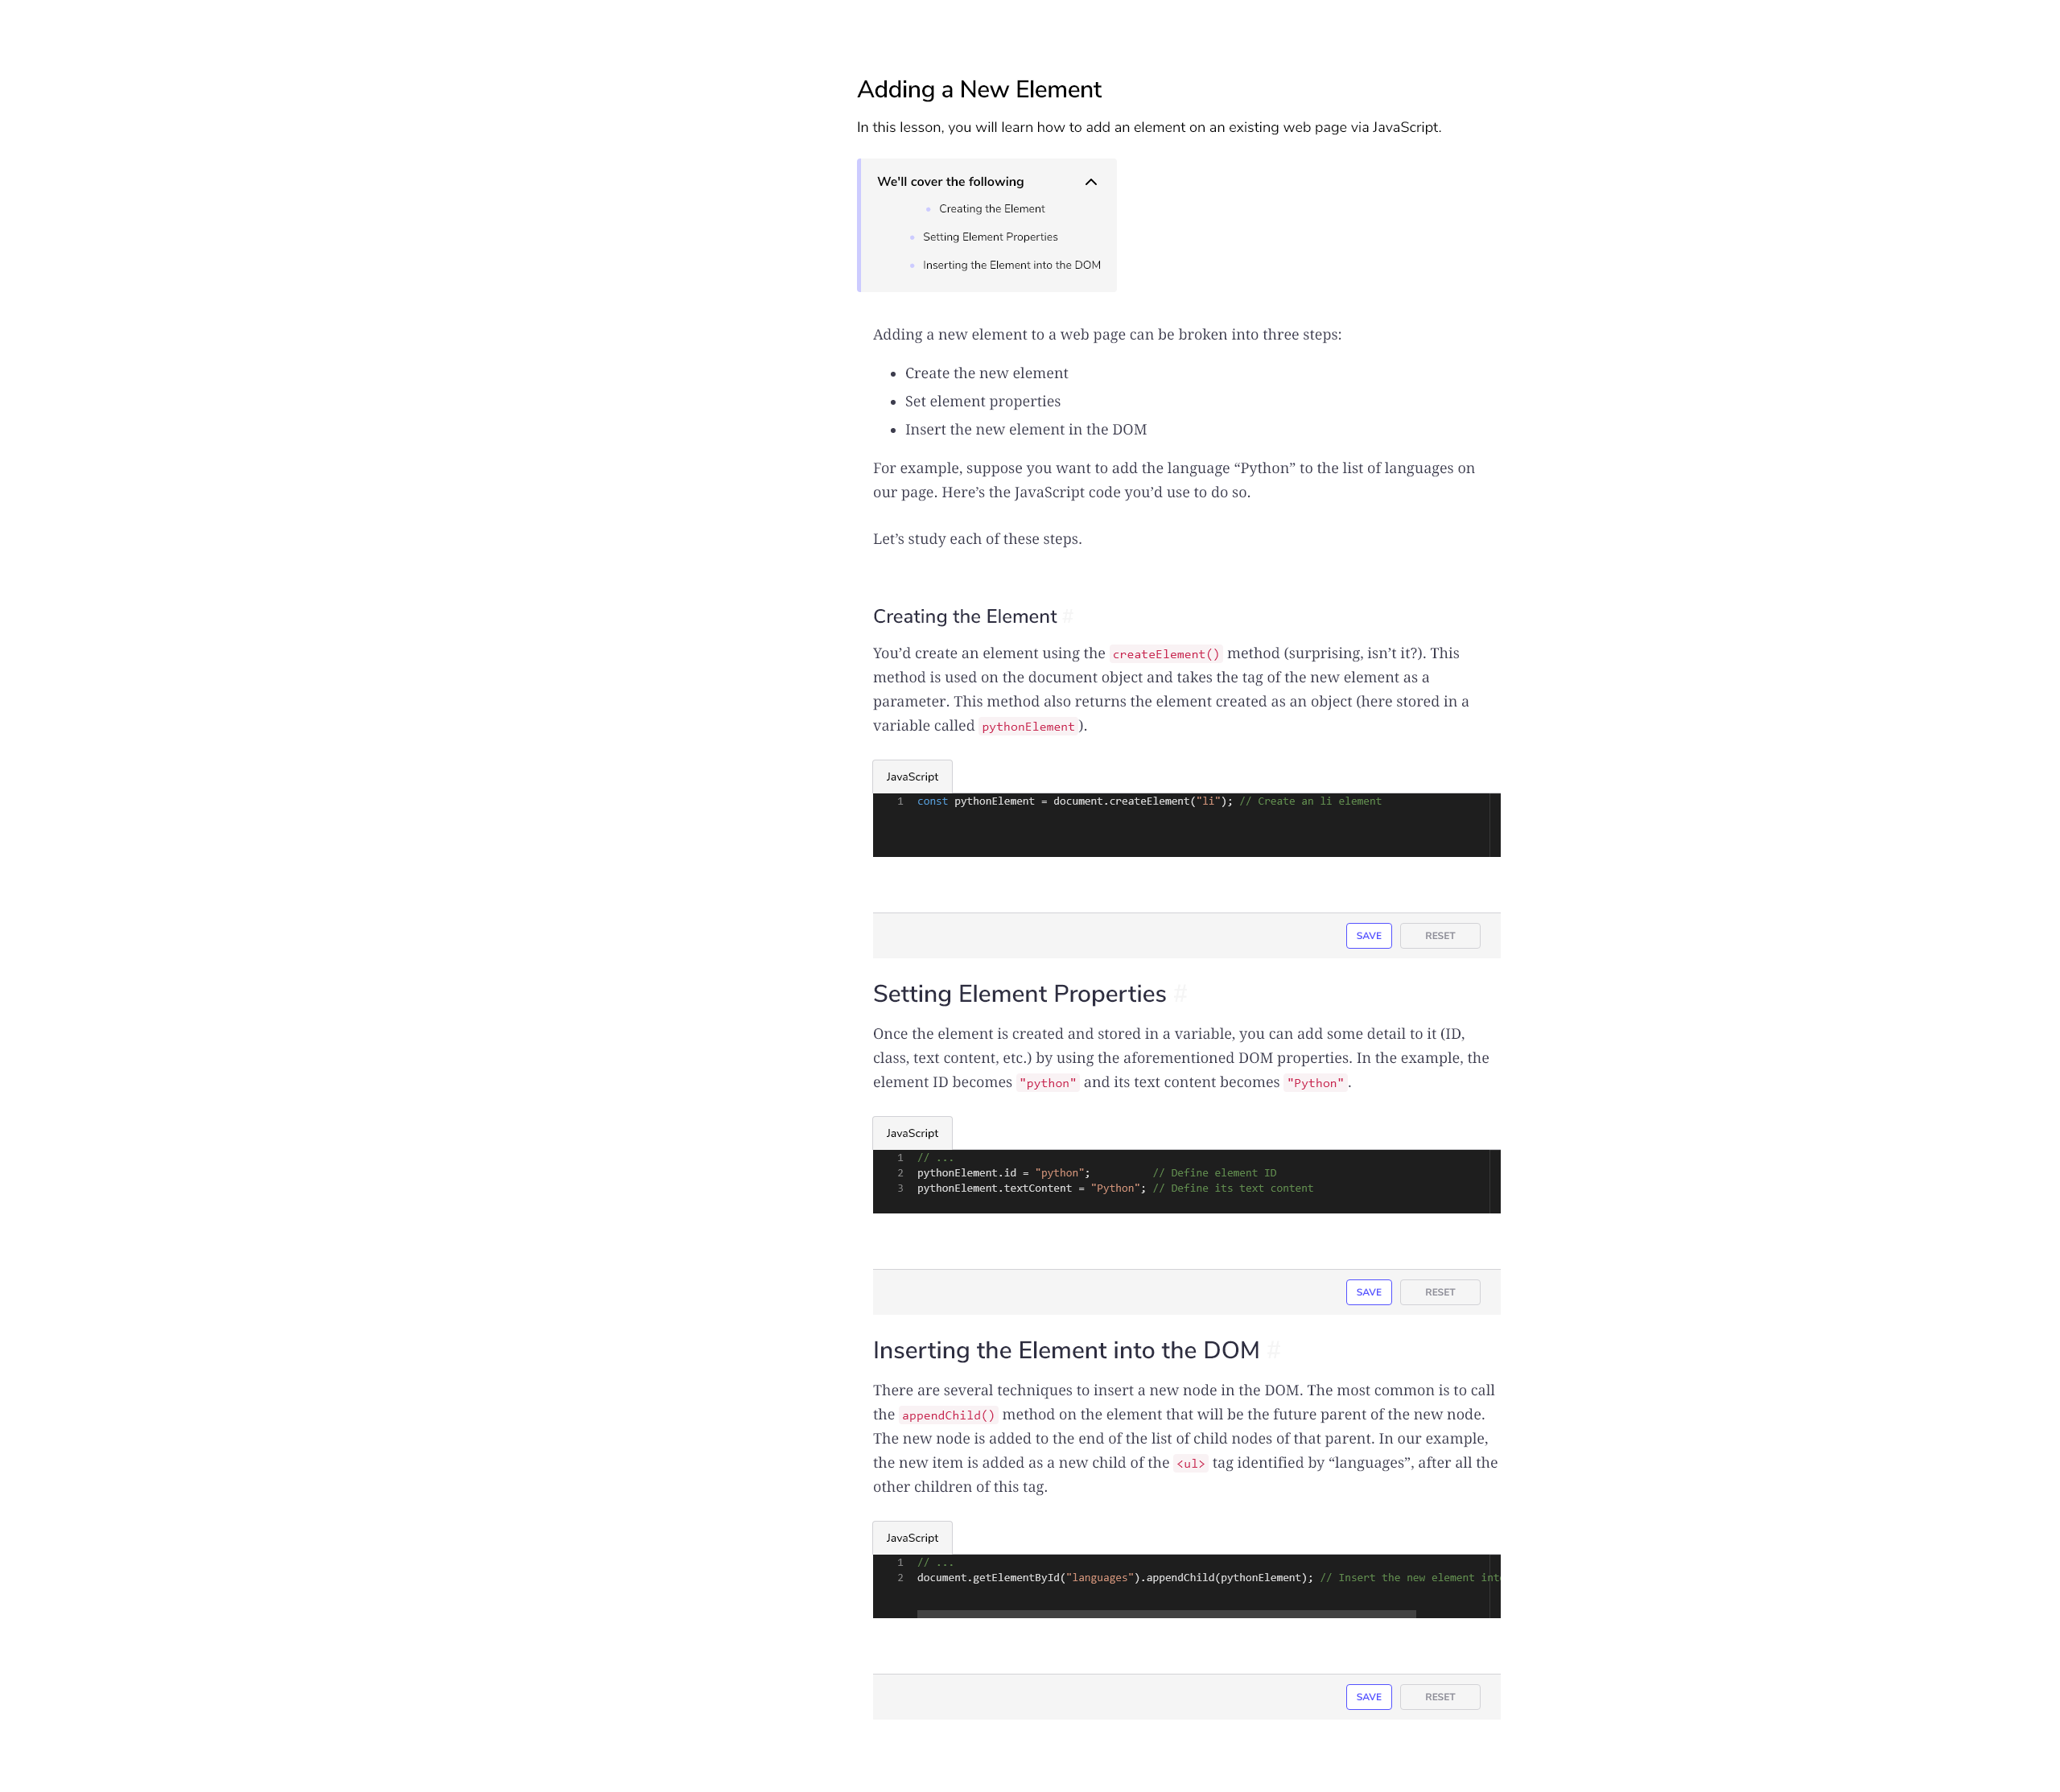 Adding a New Element
In this lesson, you will learn how to add an element on an existing web page via JavaScript.
We'll cover the following
Creating the Element
Setting Element Properties
Inserting the Element into the DOM
Adding a new element to a web page can be broken into three steps:
• Create the new element
• Set element properties
• Insert the new element in the DOM
For example, suppose you want to add the language “Python” to the list of languages on
our page. Here’s the JavaScript code you’d use to do so.
Let’s study each of these steps.
Creating the Element #
You’d create an element using the createElement() method (surprising, isn’t it?). This
method is used on the document object and takes the tag of the new element as a
parameter. This method also returns the element created as an object (here stored in a
variable called pythonElement ).
JavaScript
1 const pythonElement = document.createElement("li"); // Create an li element
SAVE RESET
Setting Element Properties #
Once the element is created and stored in a variable, you can add some detail to it (ID,
class, text content, etc.) by using the aforementioned DOM properties. In the example, the
element ID becomes "python" and its text content becomes "Python" .
JavaScript
1 // ...
2 pythonElement.id = "python";          // Define element ID
3 pythonElement.textContent = "Python"; // Define its text content
SAVE RESET
Inserting the Element into the DOM #
There are several techniques to insert a new node in the DOM. The most common is to call
the appendChild() method on the element that will be the future parent of the new node.
The new node is added to the end of the list of child nodes of that parent. In our example,
the new item is added as a new child of the <ul> tag identified by “languages”, after all the
other children of this tag.
JavaScript
1 // ...
2 document.getElementById("languages").appendChild(pythonElement); // Insert the new element
SAVE RESET